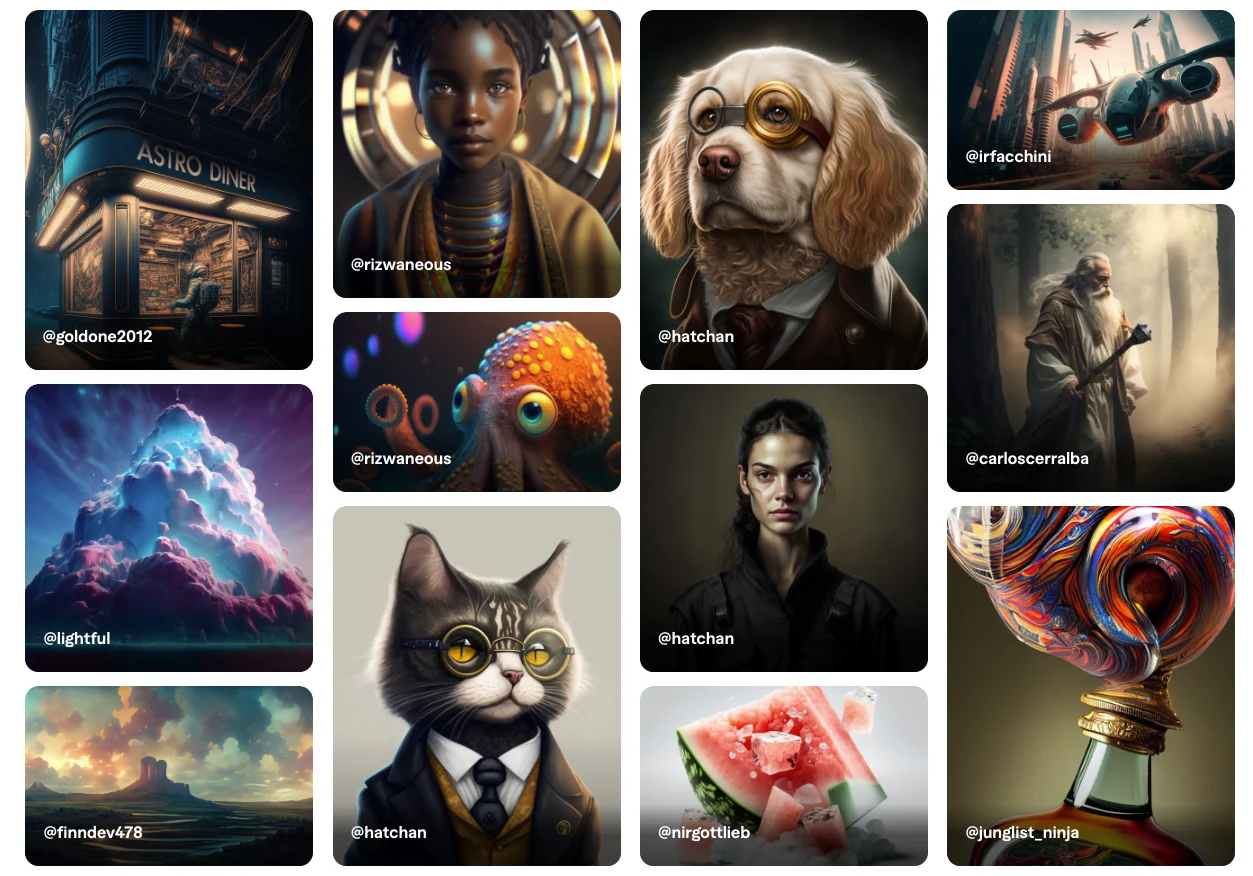 ASTRO DINER
@goldone2012
@lightful
@finndev478
@rizwaneous
@rizwaneous
@hatchan
@hatchan
@hatchan
@nirgottlieb
@irfacchini
@carloscerralba
@junglist_ninja